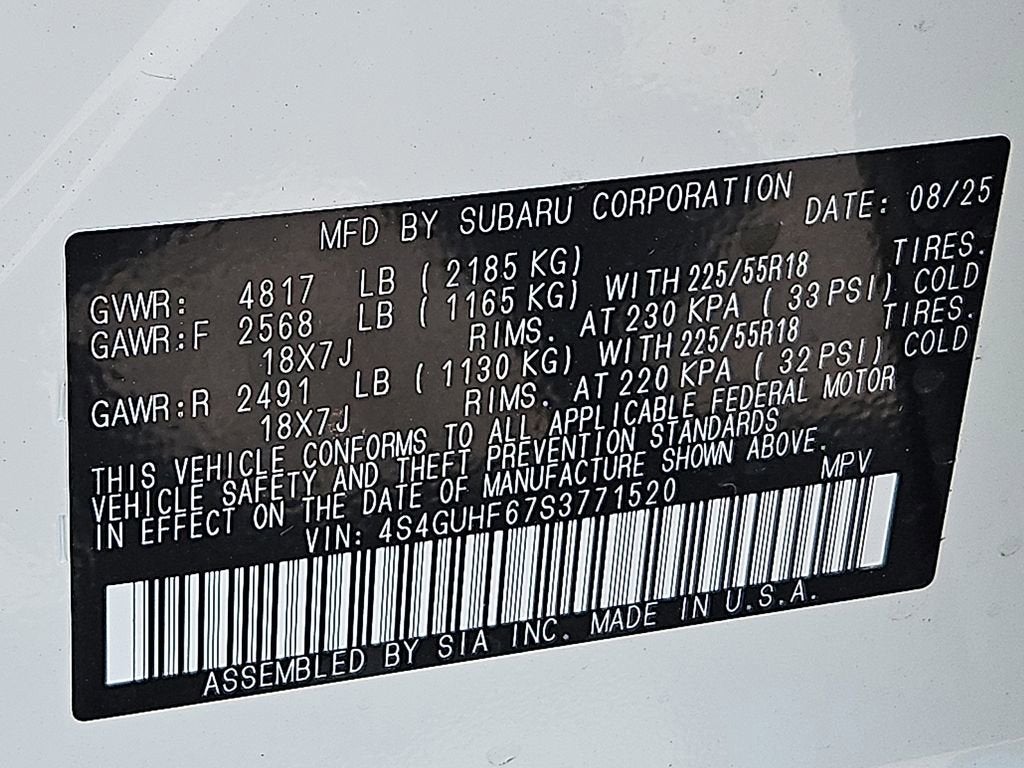 MFD BY SUBARU CORPORATION DATE: 08/25
GVWR: 4817 LB ( 2185 KG)
GAWR:F 2568 LB ( 1165 KG) WITH 225/55R18 TIRES.
18X7J RIMS. AT 230 KPA ( 33 PSI) COLD
GAWR:R 2491 LB ( 1130 KG) WITH 225/55R18 TIRES.
18X7J RIMS. AT 220 KPA ( 32 PSI) COLD
THIS VEHICLE CONFORMS TO ALL APPLICABLE FEDERAL MOTOR
VEHICLE SAFETY AND THEFT PREVENTION STANDARDS
IN EFFECT ON THE DATE OF MANUFACTURE SHOWN ABOVE.
VIN: 4S4GUHF67S3771520 MPV
ASSEMBLED BY SIA INC. MADE IN U.S.A.